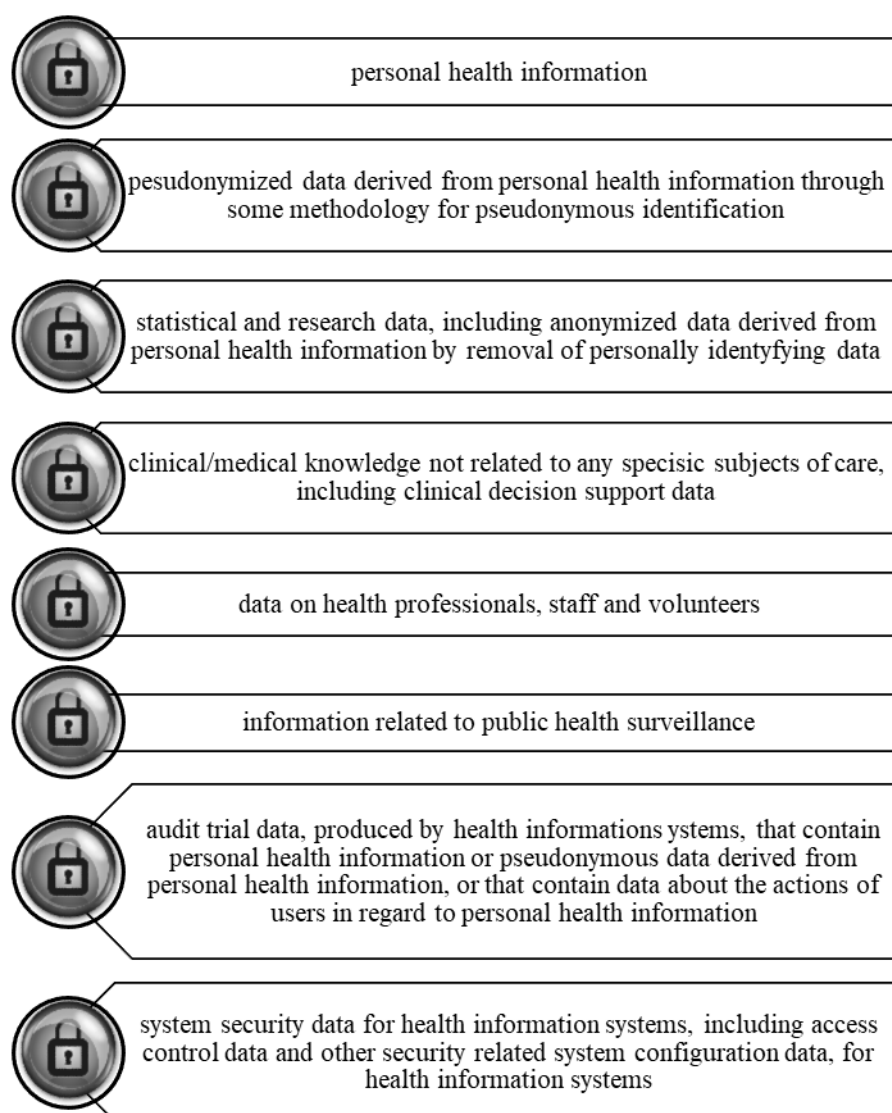 personal health information
pesudonymized data derived from personal health information through
some methodology for pseudonymous identification
statistical and research data, including anonymized data derived from
personal health information by removal of personally identyfying data
clinical/medical knowledge not related to any specisic subjects of care,
including clinical decision support data
data on health professionals, staff and volunteers
information related to public health surveillance
audit trial data, produced by health informations ystems, that contain
personal health information or pseudonymous data derived from
personal health information, or that contain data about the actions of
users in regard to personal health information
system security data for health information systems, including access
control data and other security related system configuration data, for
health information systems